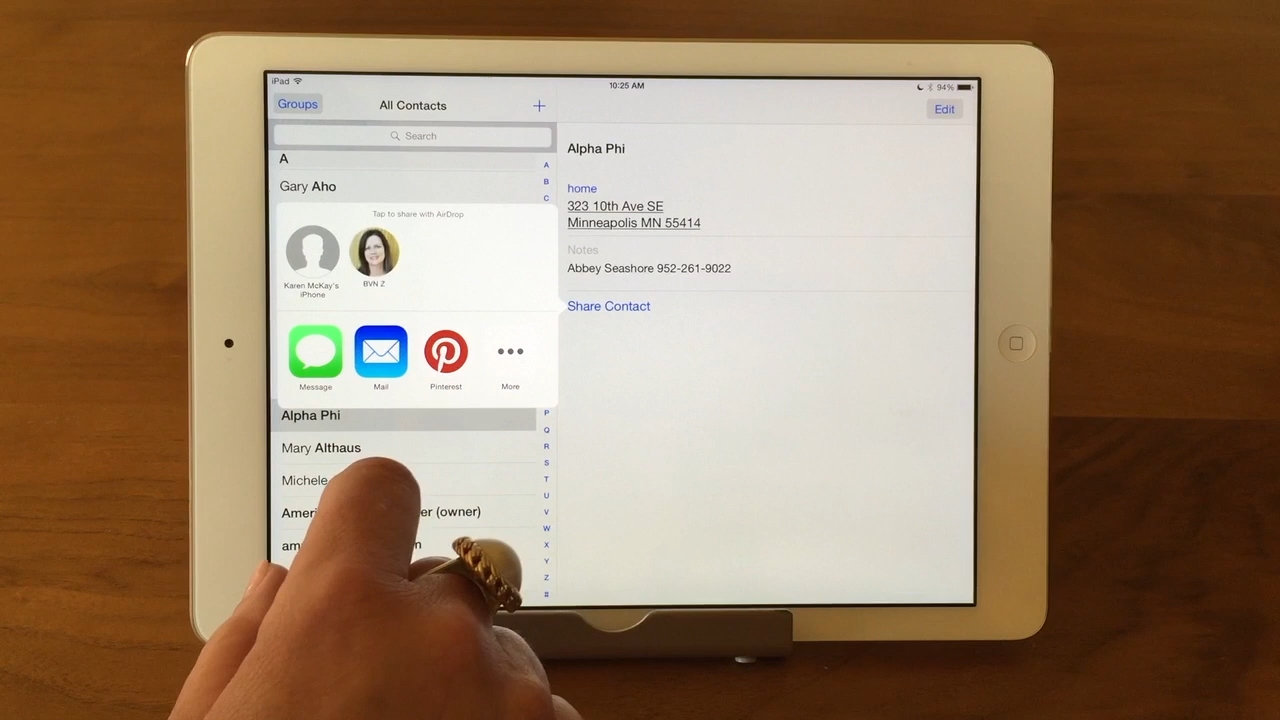 iPad
10:25 AM
94%
Groups
All Contacts
+
Edit
Search
A
Gary Aho
A
B
C
Tap to share with AirDrop
Karen McKay's
iPhone
BVN Z
Message
Mail
Pinterest
More
Alpha Phi
Mary Althaus
Michele
Ameri
er (owner)
am
m
P
Q
R
S
T
U
V
W
X
Y
Z
#
Alpha Phi
home
323 10th Ave SE
Minneapolis MN 55414
Notes
Abbey Seashore 952-261-9022
Share Contact